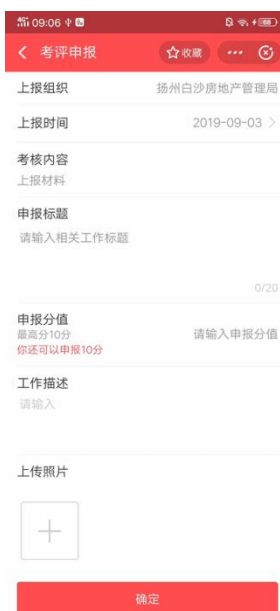 09:06
考评申报
收藏
上报组织
扬州白沙房地产管理局
上报时间
2019-09-03
考核内容
上报材料
申报标题
请输入相关工作标题
0/20
申报分值
最高分10分
请输入申报分值
你还可以申报10分
工作描述
请输入
上传照片
确定